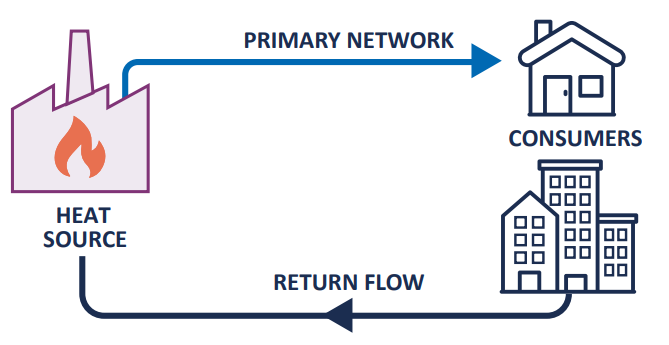 PRIMARY NETWORK
CONSUMERS
HEAT
SOURCE
RETURN FLOW